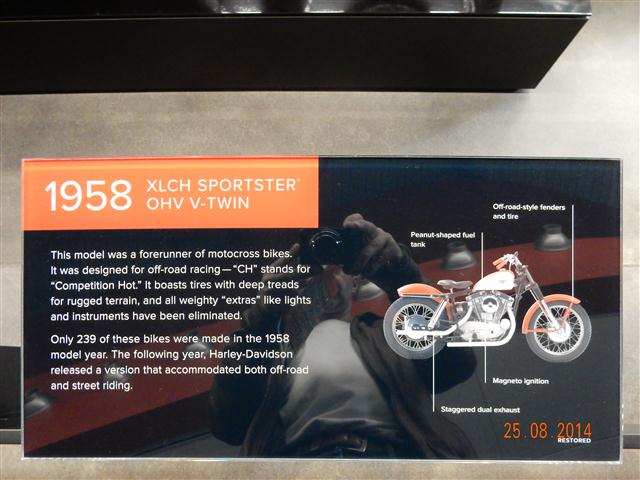 1958
XLCH SPORTSTER™
OHV V-TWIN
This model was a forerunner of motocross bikes.
It was designed for off-road racing—“CH” stands for
“Competition Hot.” It boasts tires with deep treads
for rugged terrain, and all weighty “extras” like lights
and instruments have been eliminated.
Only 239 of these bikes were made in the 1958
model year. The following year, Harley-Davidson
released a version that accommodated both off-road
and street riding.
Off-road-style fenders
and tire
Peanut-shaped fuel
tank
Magneto ignition
Staggered dual exhaust
25.08.2014
RESTORED